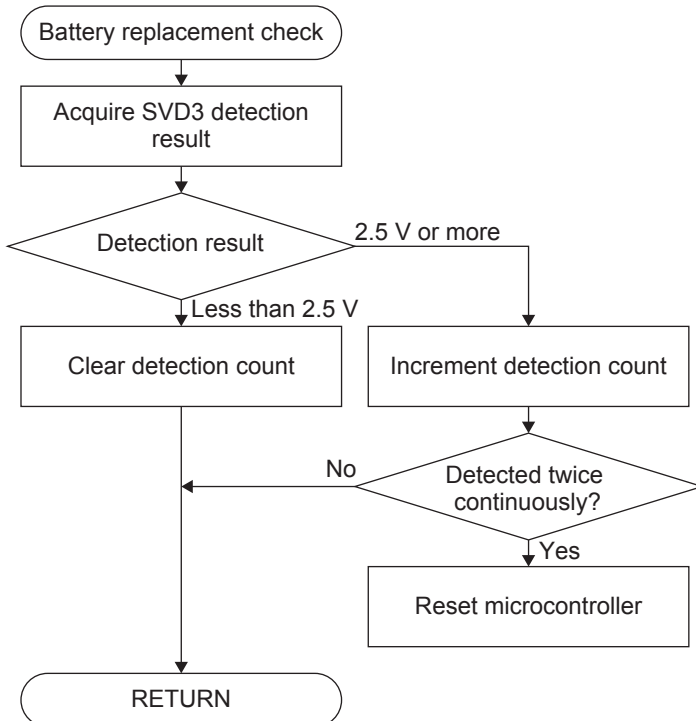 Battery replacement check
Acquire SVD3 detection
result
Detection result
2.5 V or more
Less than 2.5 V
Clear detection count
Increment detection count
No
Detected twice
continuously?
Yes
Reset microcontroller
RETURN